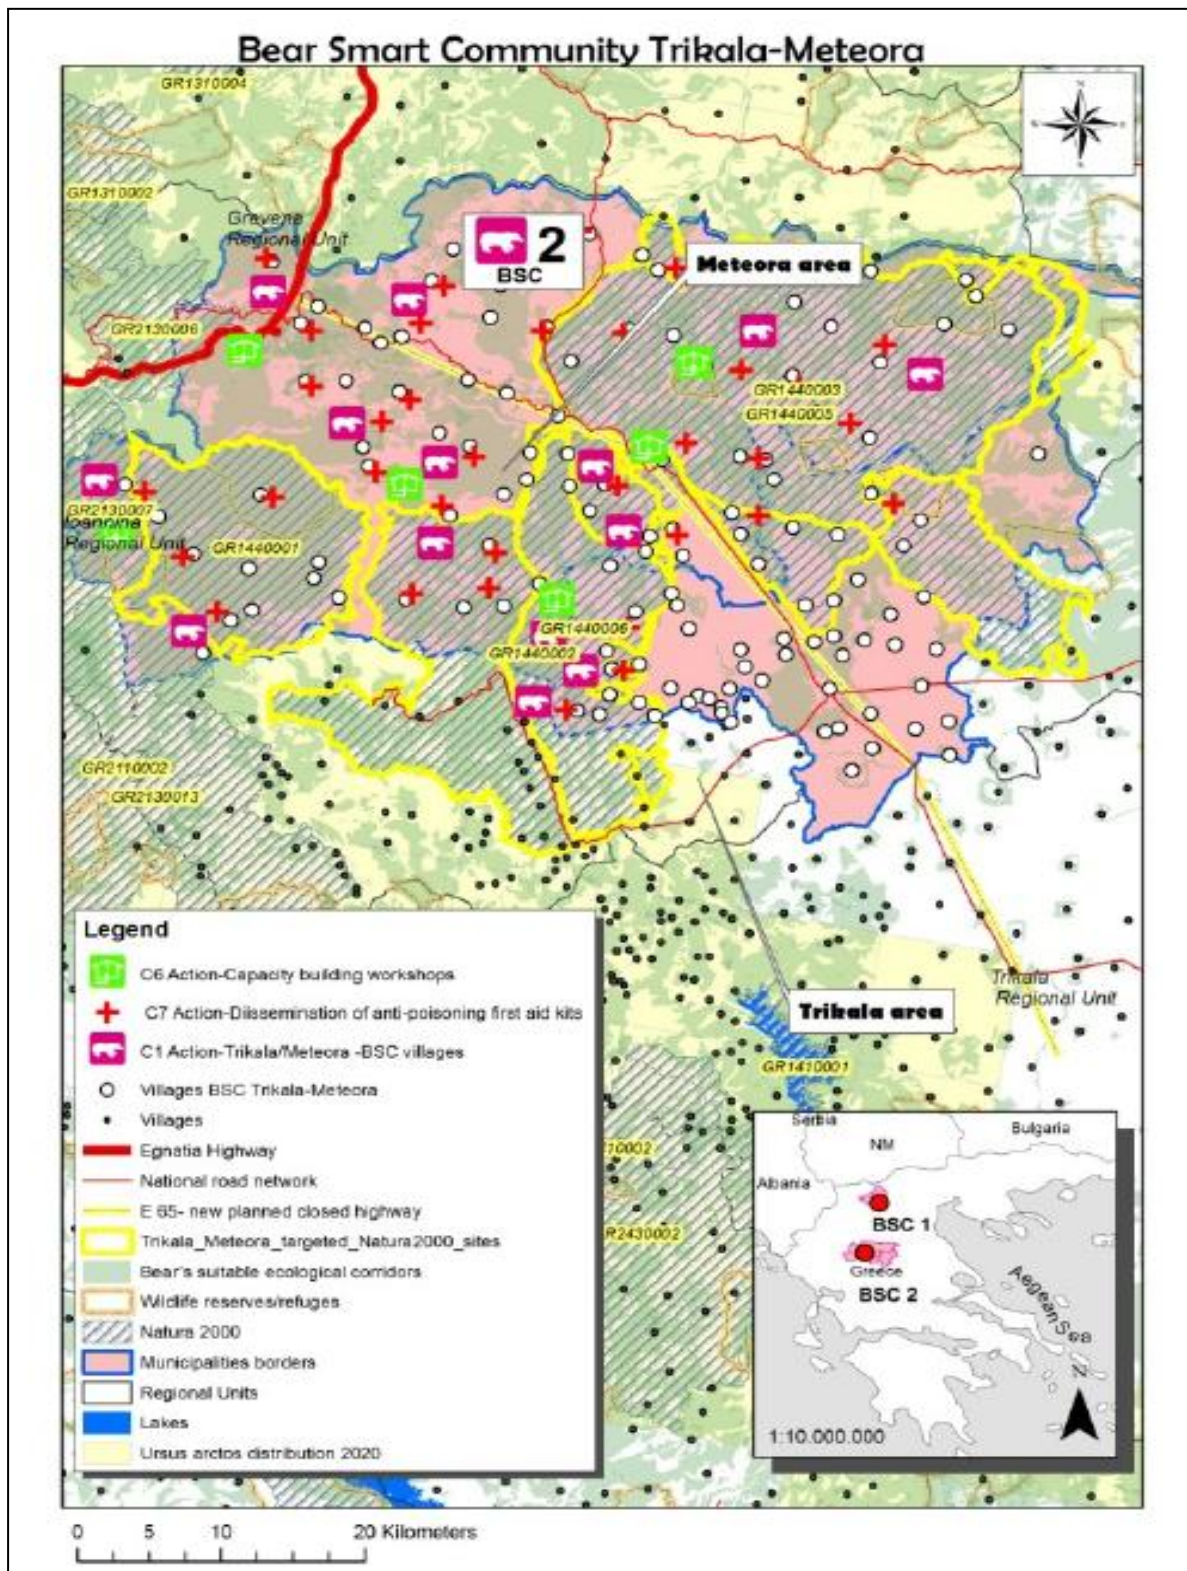 Bear Smart Community Trikala-Meteora
GR1310004
N
GR1310002
Grevena
Regional Unit
2
BSC
Meteora area
GR2130006
GR1440003
GR1440005
GR2130007
Ioannina
Regional Unit
GR1440001
GR1440006
GR1440002
GR2110002
GR2130013
Trikala
Regional Unit
Trikala area
GR1410001
Legend
C6 Action-Capacity building workshops
C7 Action-Diissemination of anti-poisoning first aid kits
C1 Action-Trikala/Meteora -BSC villages
Villages BSC Trikala-Meteora
Villages
Egnatia Highway
National road network
E 65- new planned closed highway
Trikala_Meteora_targeted_Natura2000_sites
Bear's suitable ecological corridors
Wildlife reserves/refuges
Natura 2000
Municipalities borders
Regional Units
Lakes
Ursus arctos distribution 2020
10002
R2430002
Serbia
Bulgaria
NM
Albania
BSC 1
Greece
BSC 2
Aegean Sea
N
1:10.000.000
0 5 10 20 Kilometers